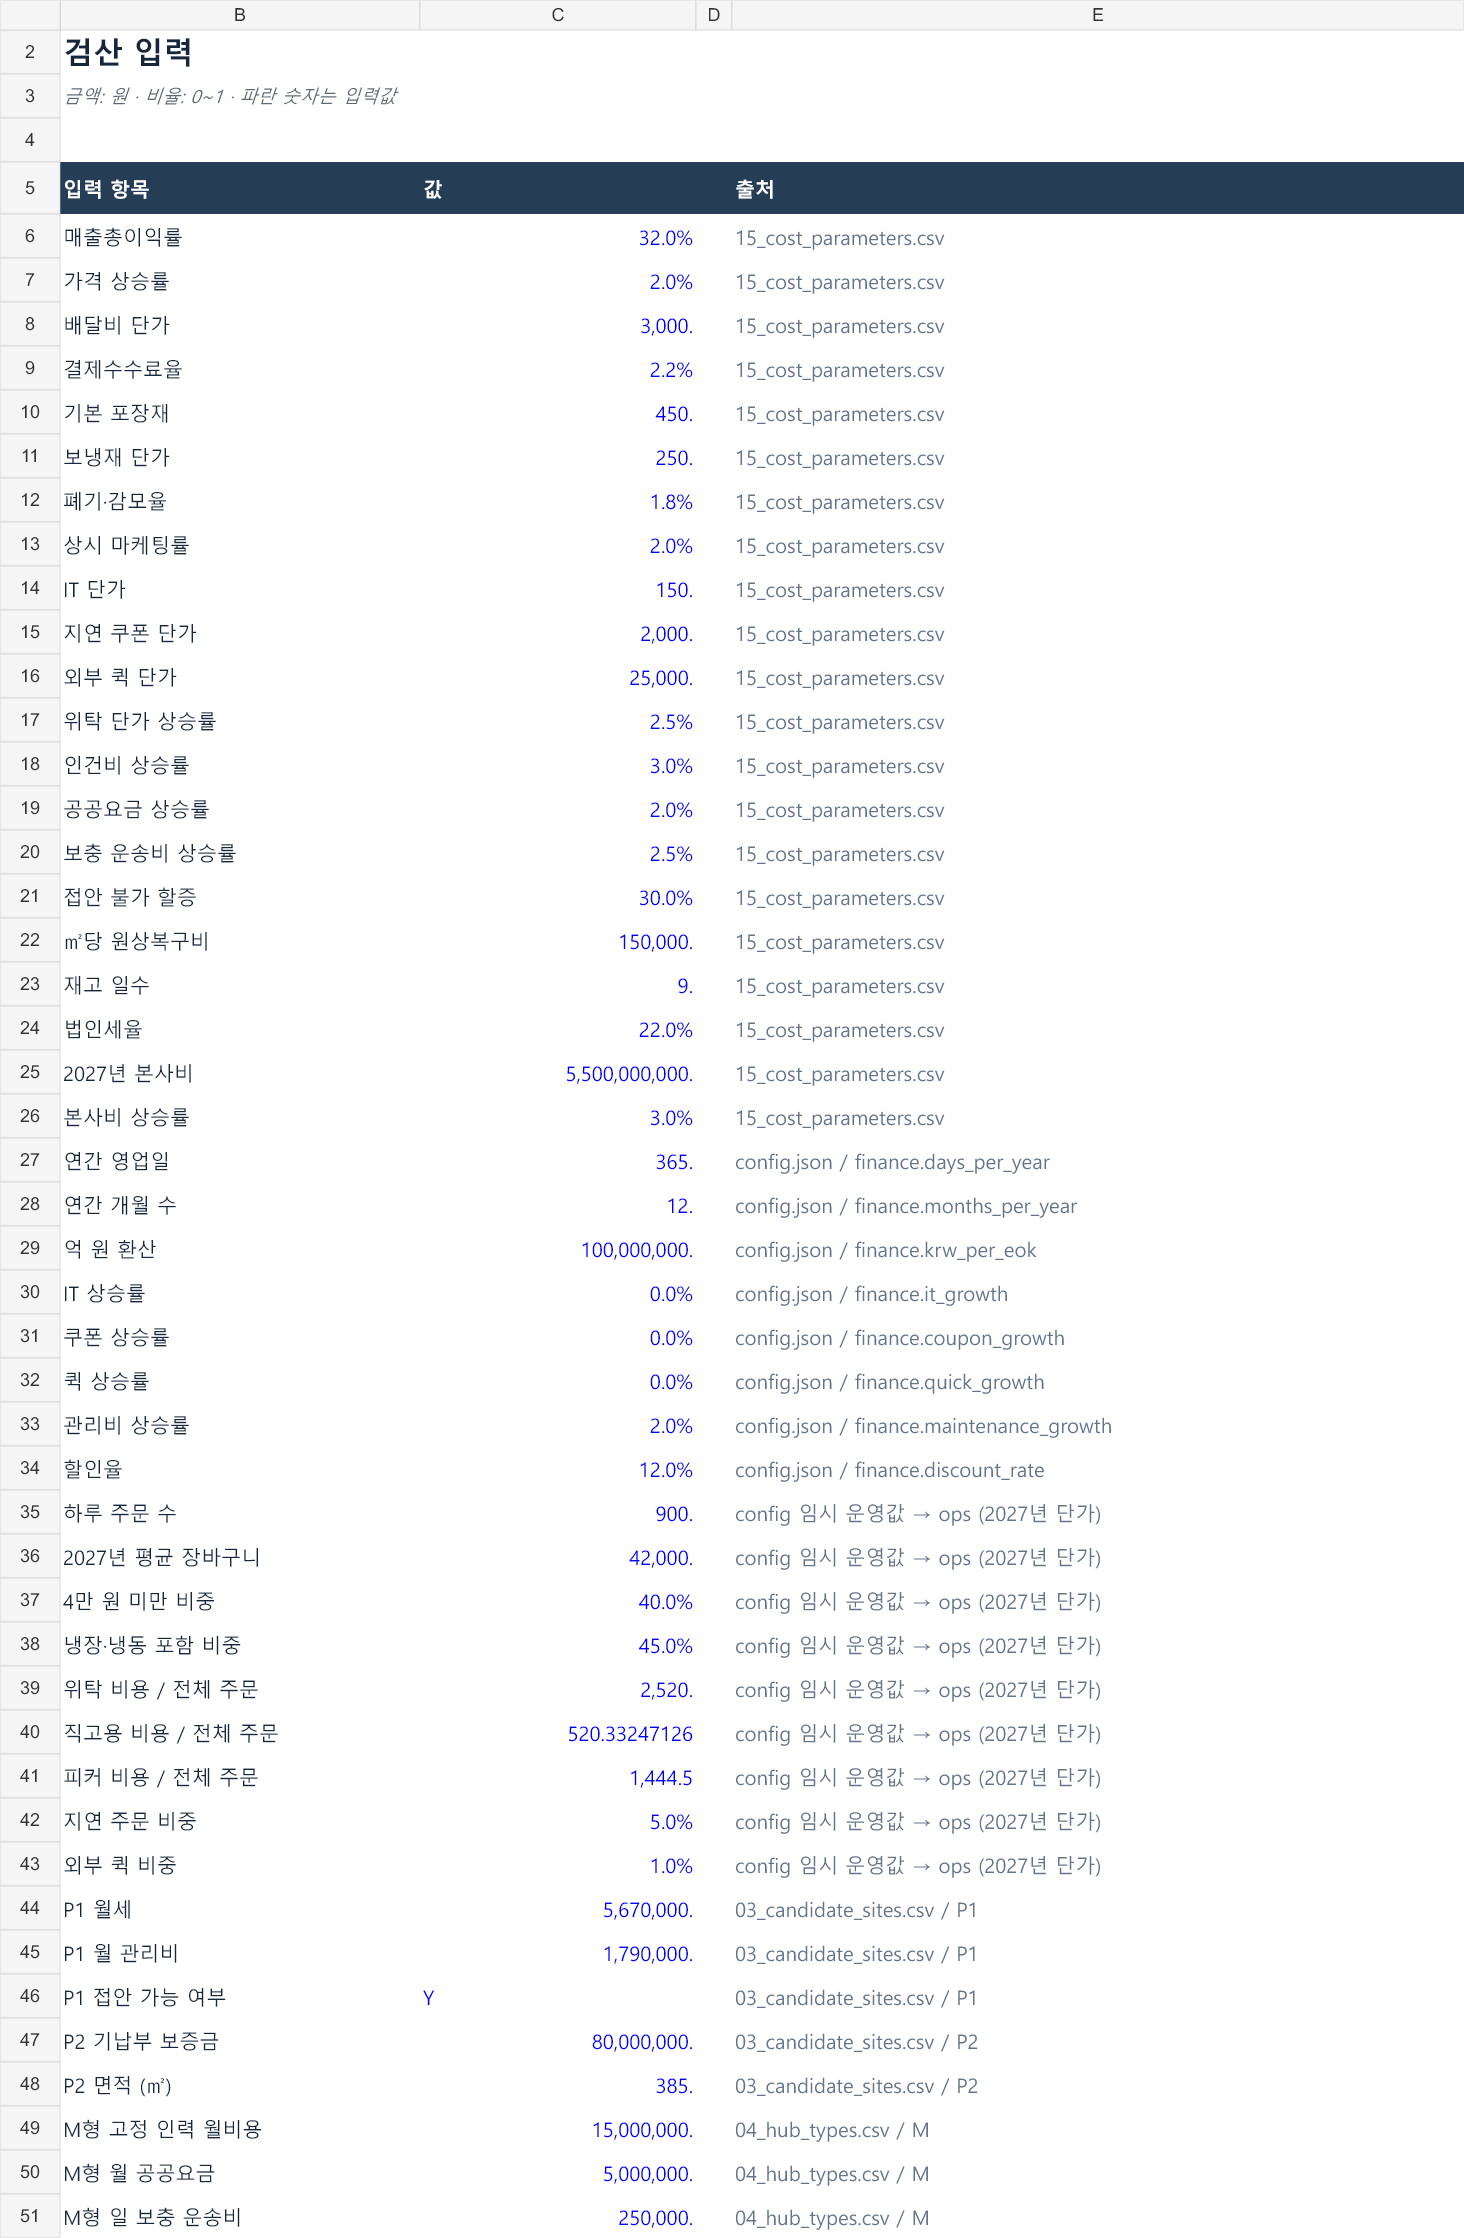 B C D E
2 검산 입력
3 금액: 원 · 비율: 0~1 · 파란 숫자는 입력값
4
5 입력 항목 값 출처
6 매출총이익률 32.0% 15_cost_parameters.csv
7 가격 상승률 2.0% 15_cost_parameters.csv
8 배달비 단가 3,000. 15_cost_parameters.csv
9 결제수수료율 2.2% 15_cost_parameters.csv
10 기본 포장재 450. 15_cost_parameters.csv
11 보냉재 단가 250. 15_cost_parameters.csv
12 폐기·감모율 1.8% 15_cost_parameters.csv
13 상시 마케팅률 2.0% 15_cost_parameters.csv
14 IT 단가 150. 15_cost_parameters.csv
15 지연 쿠폰 단가 2,000. 15_cost_parameters.csv
16 외부 퀵 단가 25,000. 15_cost_parameters.csv
17 위탁 단가 상승률 2.5% 15_cost_parameters.csv
18 인건비 상승률 3.0% 15_cost_parameters.csv
19 공공요금 상승률 2.0% 15_cost_parameters.csv
20 보충 운송비 상승률 2.5% 15_cost_parameters.csv
21 접안 불가 할증 30.0% 15_cost_parameters.csv
22 ㎡당 원상복구비 150,000. 15_cost_parameters.csv
23 재고 일수 9. 15_cost_parameters.csv
24 법인세율 22.0% 15_cost_parameters.csv
25 2027년 본사비 5,500,000,000. 15_cost_parameters.csv
26 본사비 상승률 3.0% 15_cost_parameters.csv
27 연간 영업일 365. config.json / finance.days_per_year
28 연간 개월 수 12. config.json / finance.months_per_year
29 억 원 환산 100,000,000. config.json / finance.krw_per_eok
30 IT 상승률 0.0% config.json / finance.it_growth
31 쿠폰 상승률 0.0% config.json / finance.coupon_growth
32 퀵 상승률 0.0% config.json / finance.quick_growth
33 관리비 상승률 2.0% config.json / finance.maintenance_growth
34 할인율 12.0% config.json / finance.discount_rate
35 하루 주문 수 900. config 임시 운영값 → ops (2027년 단가)
36 2027년 평균 장바구니 42,000. config 임시 운영값 → ops (2027년 단가)
37 4만 원 미만 비중 40.0% config 임시 운영값 → ops (2027년 단가)
38 냉장·냉동 포함 비중 45.0% config 임시 운영값 → ops (2027년 단가)
39 위탁 비용 / 전체 주문 2,520. config 임시 운영값 → ops (2027년 단가)
40 직고용 비용 / 전체 주문 520.33247126 config 임시 운영값 → ops (2027년 단가)
41 피커 비용 / 전체 주문 1,444.5 config 임시 운영값 → ops (2027년 단가)
42 지연 주문 비중 5.0% config 임시 운영값 → ops (2027년 단가)
43 외부 퀵 비중 1.0% config 임시 운영값 → ops (2027년 단가)
44 P1 월세 5,670,000. 03_candidate_sites.csv / P1
45 P1 월 관리비 1,790,000. 03_candidate_sites.csv / P1
46 P1 접안 가능 여부 Y 03_candidate_sites.csv / P1
47 P2 기납부 보증금 80,000,000. 03_candidate_sites.csv / P2
48 P2 면적 (㎡) 385. 03_candidate_sites.csv / P2
49 M형 고정 인력 월비용 15,000,000. 04_hub_types.csv / M
50 M형 월 공공요금 5,000,000. 04_hub_types.csv / M
51 M형 일 보충 운송비 250,000. 04_hub_types.csv / M